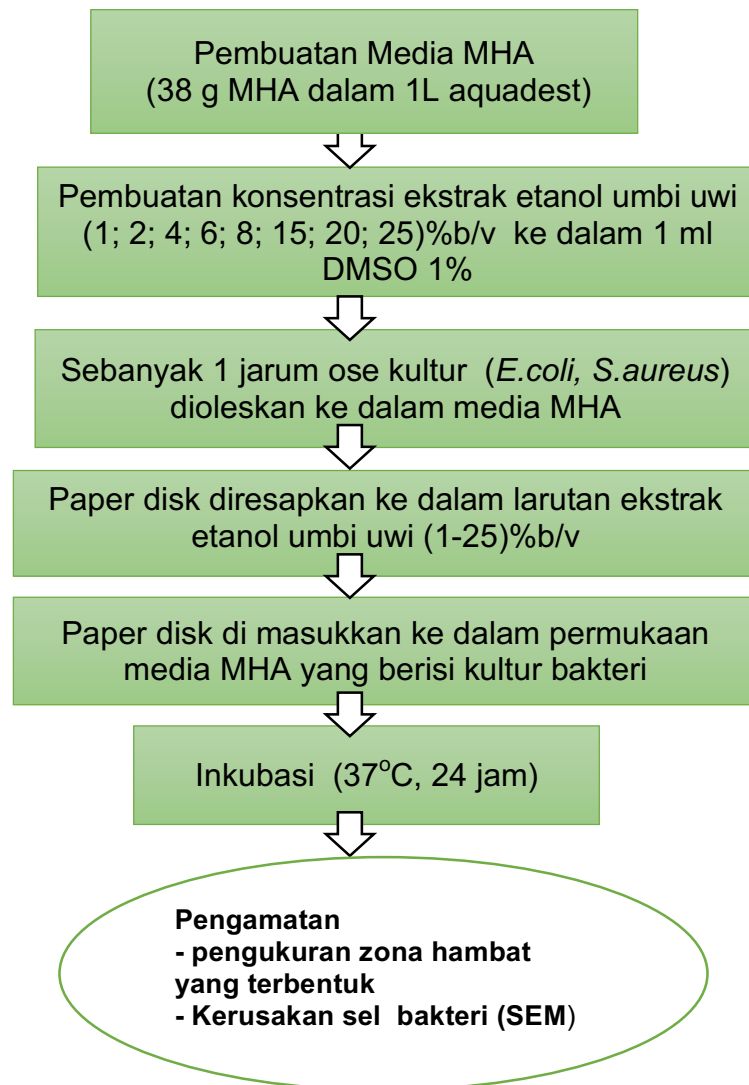 Pembuatan Media MHA
(38 g MHA dalam 1L aquadest)
Pembuatan konsentrasi ekstrak etanol umbi uwi
(1; 2; 4; 6; 8; 15; 20; 25)%b/v ke dalam 1 ml
DMSO 1%
Sebanyak 1 jarum ose kultur (E.coli, S.aureus)
dioleskan ke dalam media MHA
Paper disk diresapkan ke dalam larutan ekstrak
etanol umbi uwi (1-25)%b/v
Paper disk di masukkan ke dalam permukaan
media MHA yang berisi kultur bakteri
Inkubasi (37°C, 24 jam)
Pengamatan
- pengukuran zona hambat
yang terbentuk
- Kerusakan sel bakteri (SEM)